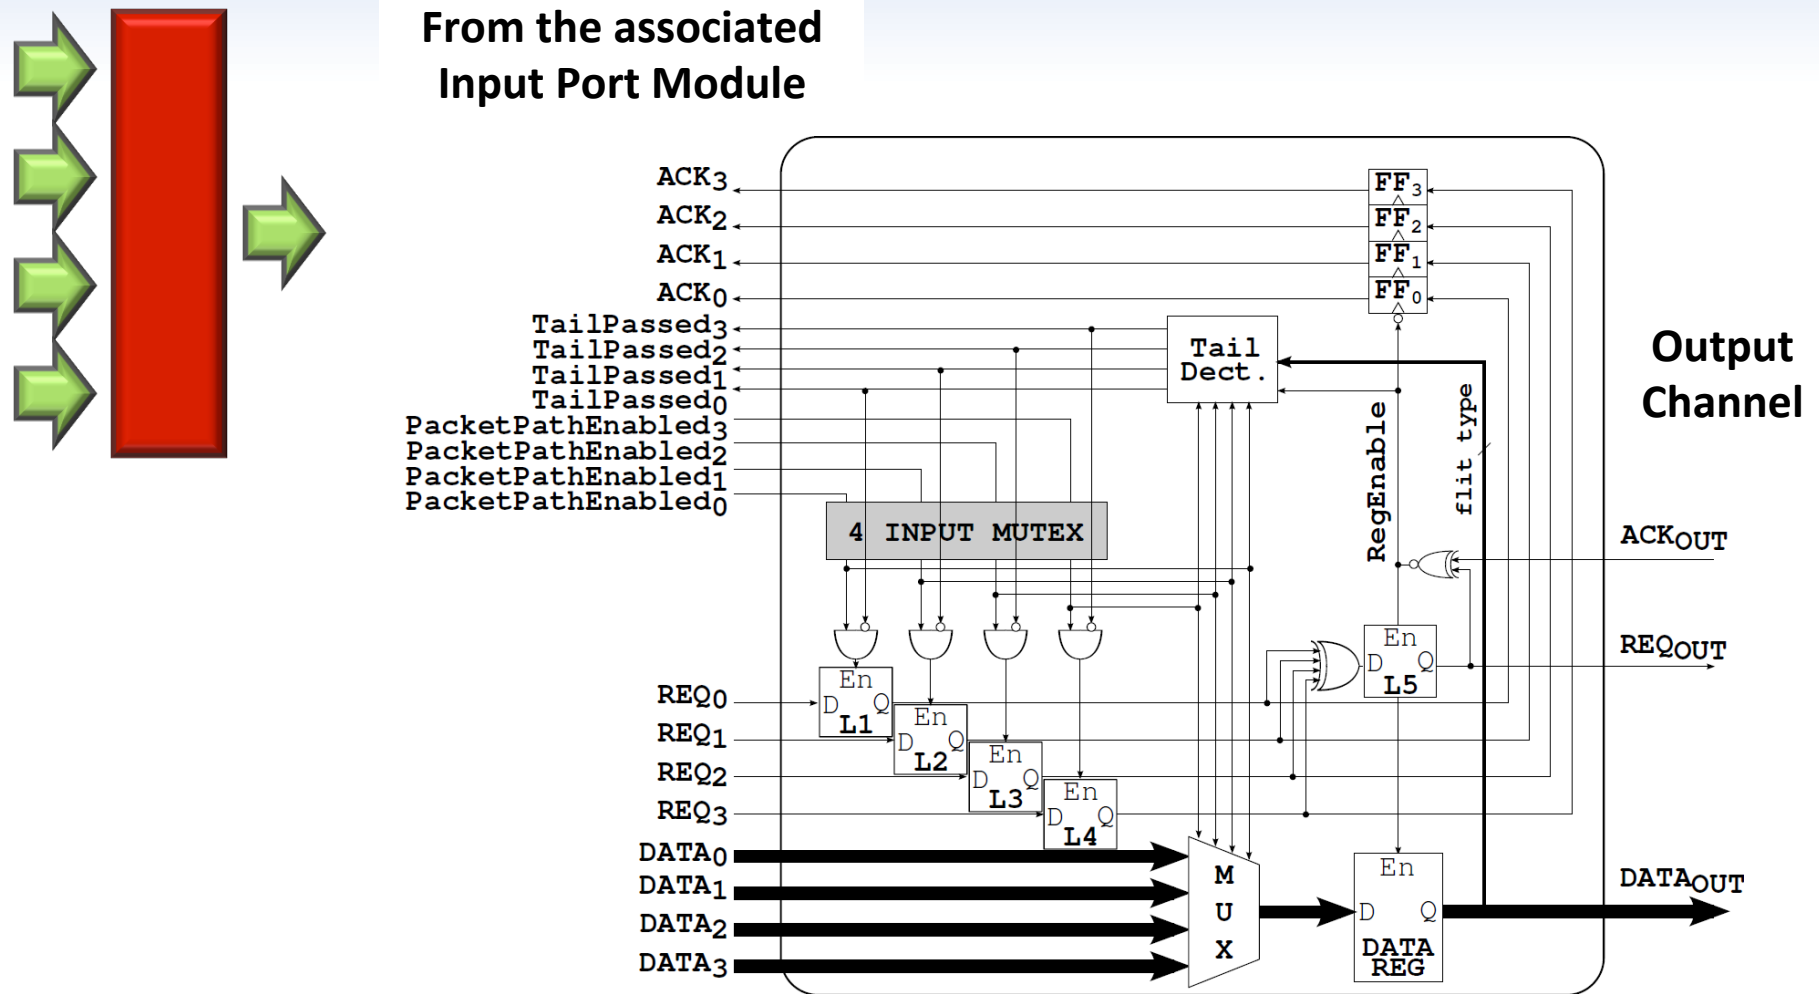 From the associated
Input Port Module
ACK3
ACK2
ACK1
ACK0
TailPassed3
TailPassed2
TailPassed1
TailPassed0
PacketPathEnabled3
PacketPathEnabled2
PacketPathEnabled1
PacketPathEnabled0
FF3
FF2
FF1
FF0
Tail
Dect.
RegEnable
flit type
Output
Channel
4 INPUT MUTEX
ACKOUT
REQOUT
REQ0
REQ1
REQ2
REQ3
En
D Q
L1
En
D Q
L2
En
D Q
L3
En
D Q
L4
En
D Q
L5
DATA0
DATA1
DATA2
DATA3
M
U
X
En
D Q
DATA
REG
DATAOUT